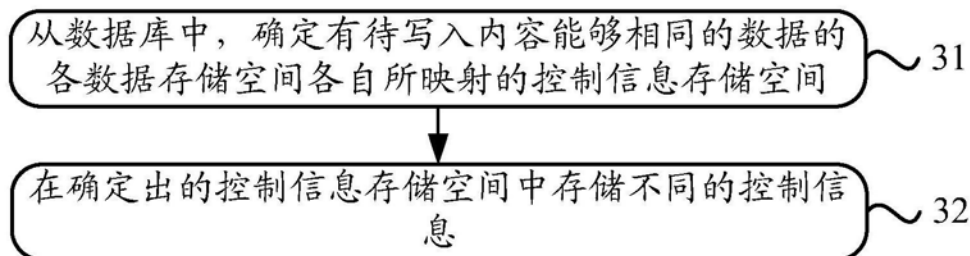 从数据库中，确定有待写入内容能够相同的数据的
各数据存储空间各自所映射的控制信息存储空间
31
在确定出的控制信息存储空间中存储不同的控制信
息
32